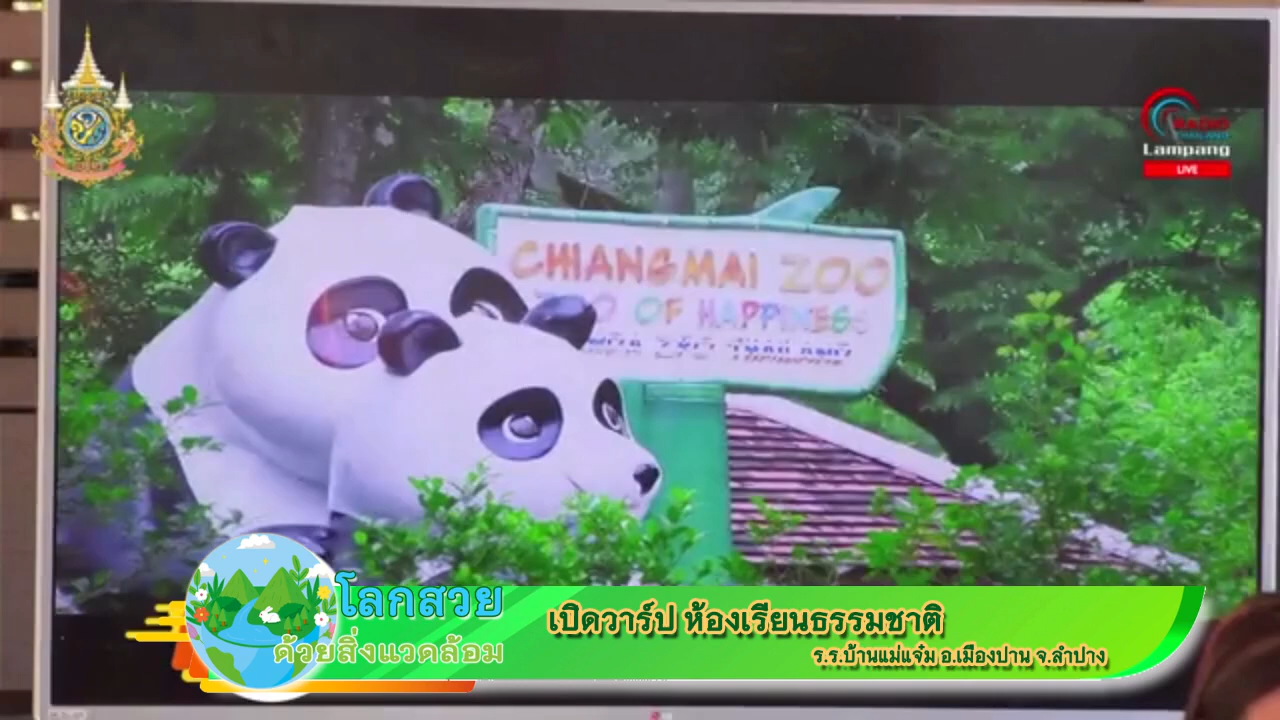 RADIO
THAILAND
Lampang
LIVE
CHIANGMAI ZOO
ZOO OF HAPPINESS
โลกสวย
ด้วยสิ่งแวดล้อม
เปิดวาร์ป ห้องเรียนธรรมชาติ
ร.ร.บ้านแม่แจ๋ม อ.เมืองปาน จ.ลำปาง